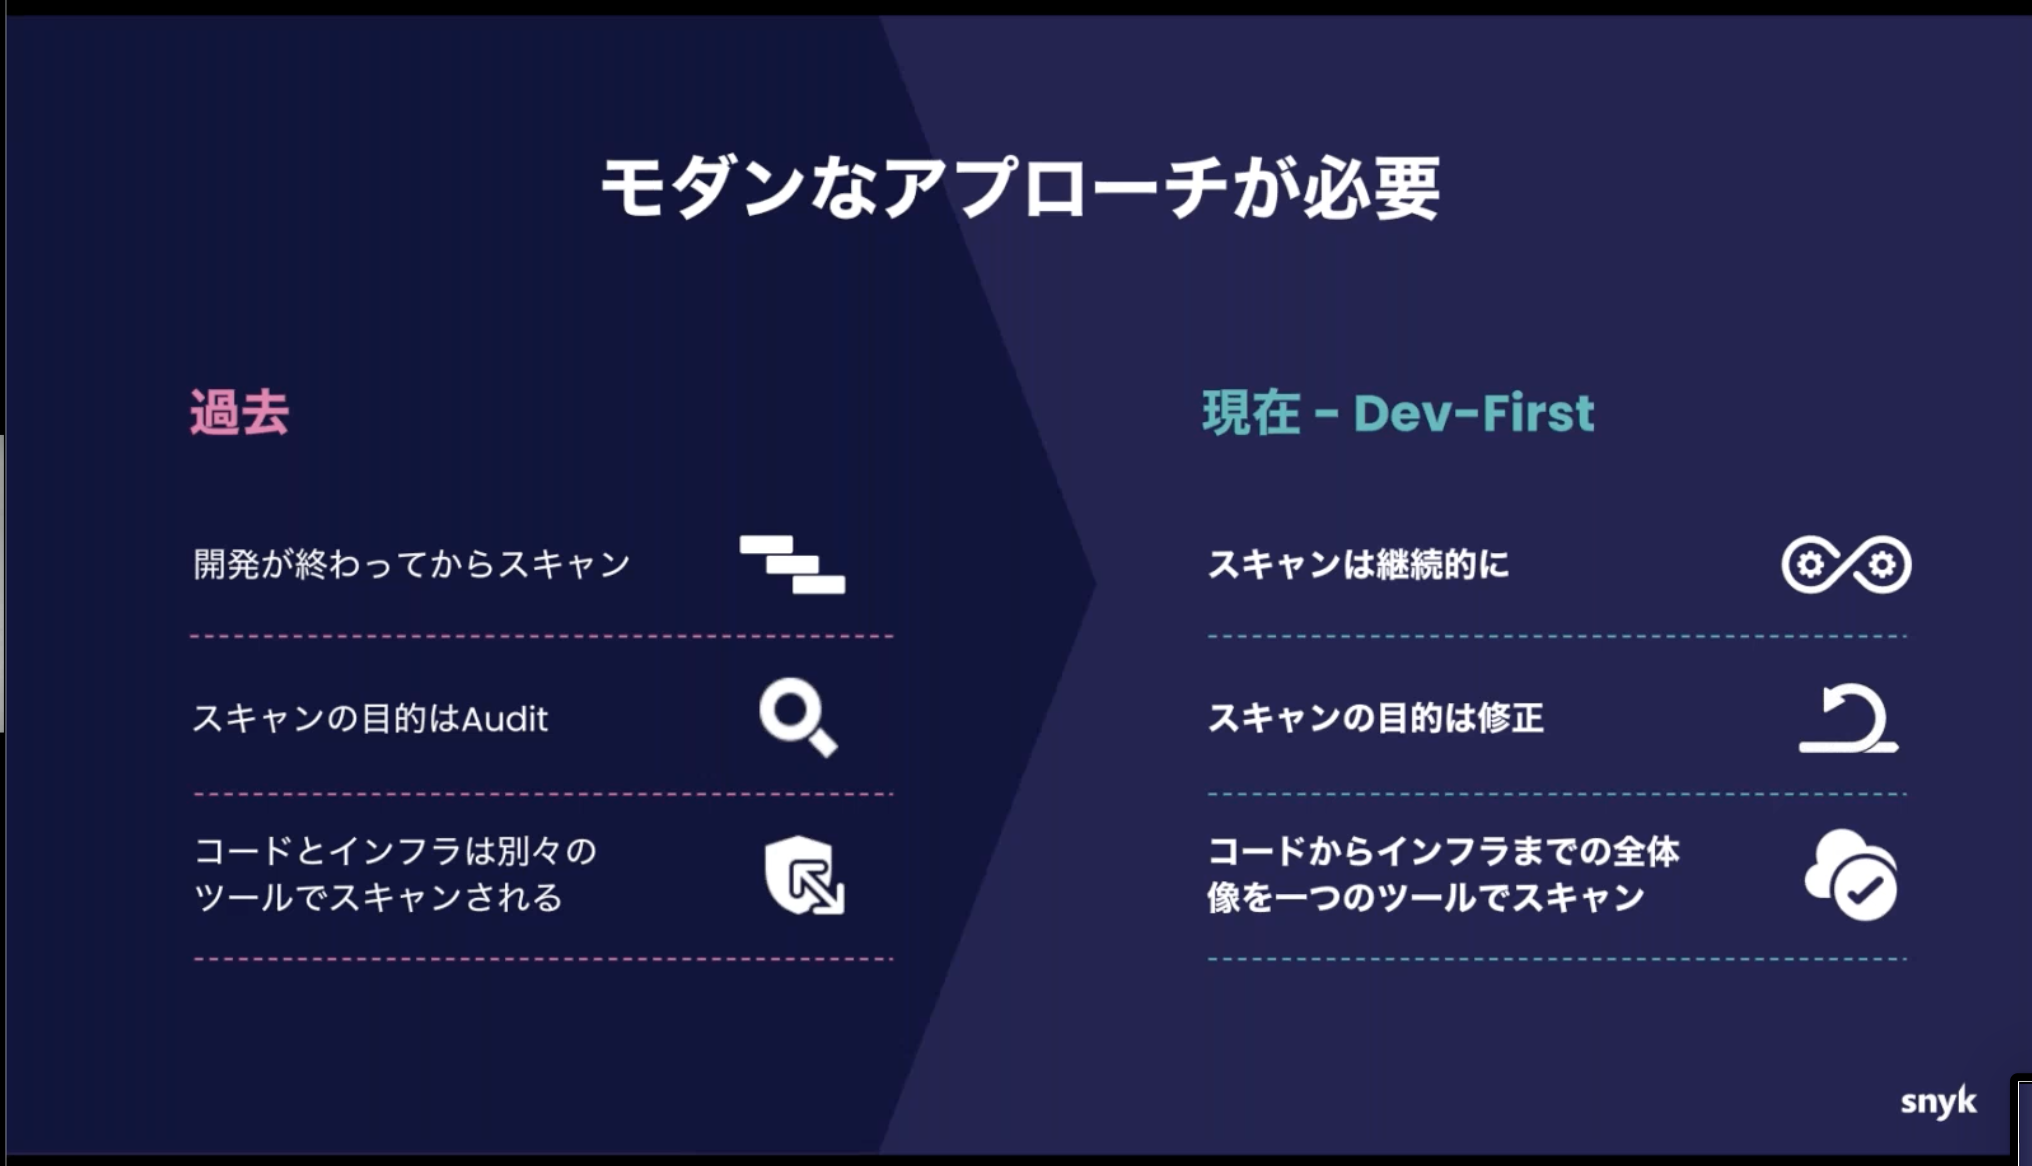 モダンなアプローチが必要
過去
開発が終わってからスキャン
スキャンの目的はAudit
コードとインフラは別々の
ツールでスキャンされる
現在 - Dev-First
スキャンは継続的に
スキャンの目的は修正
コードからインフラまでの全体
像を一つのツールでスキャン
snyk